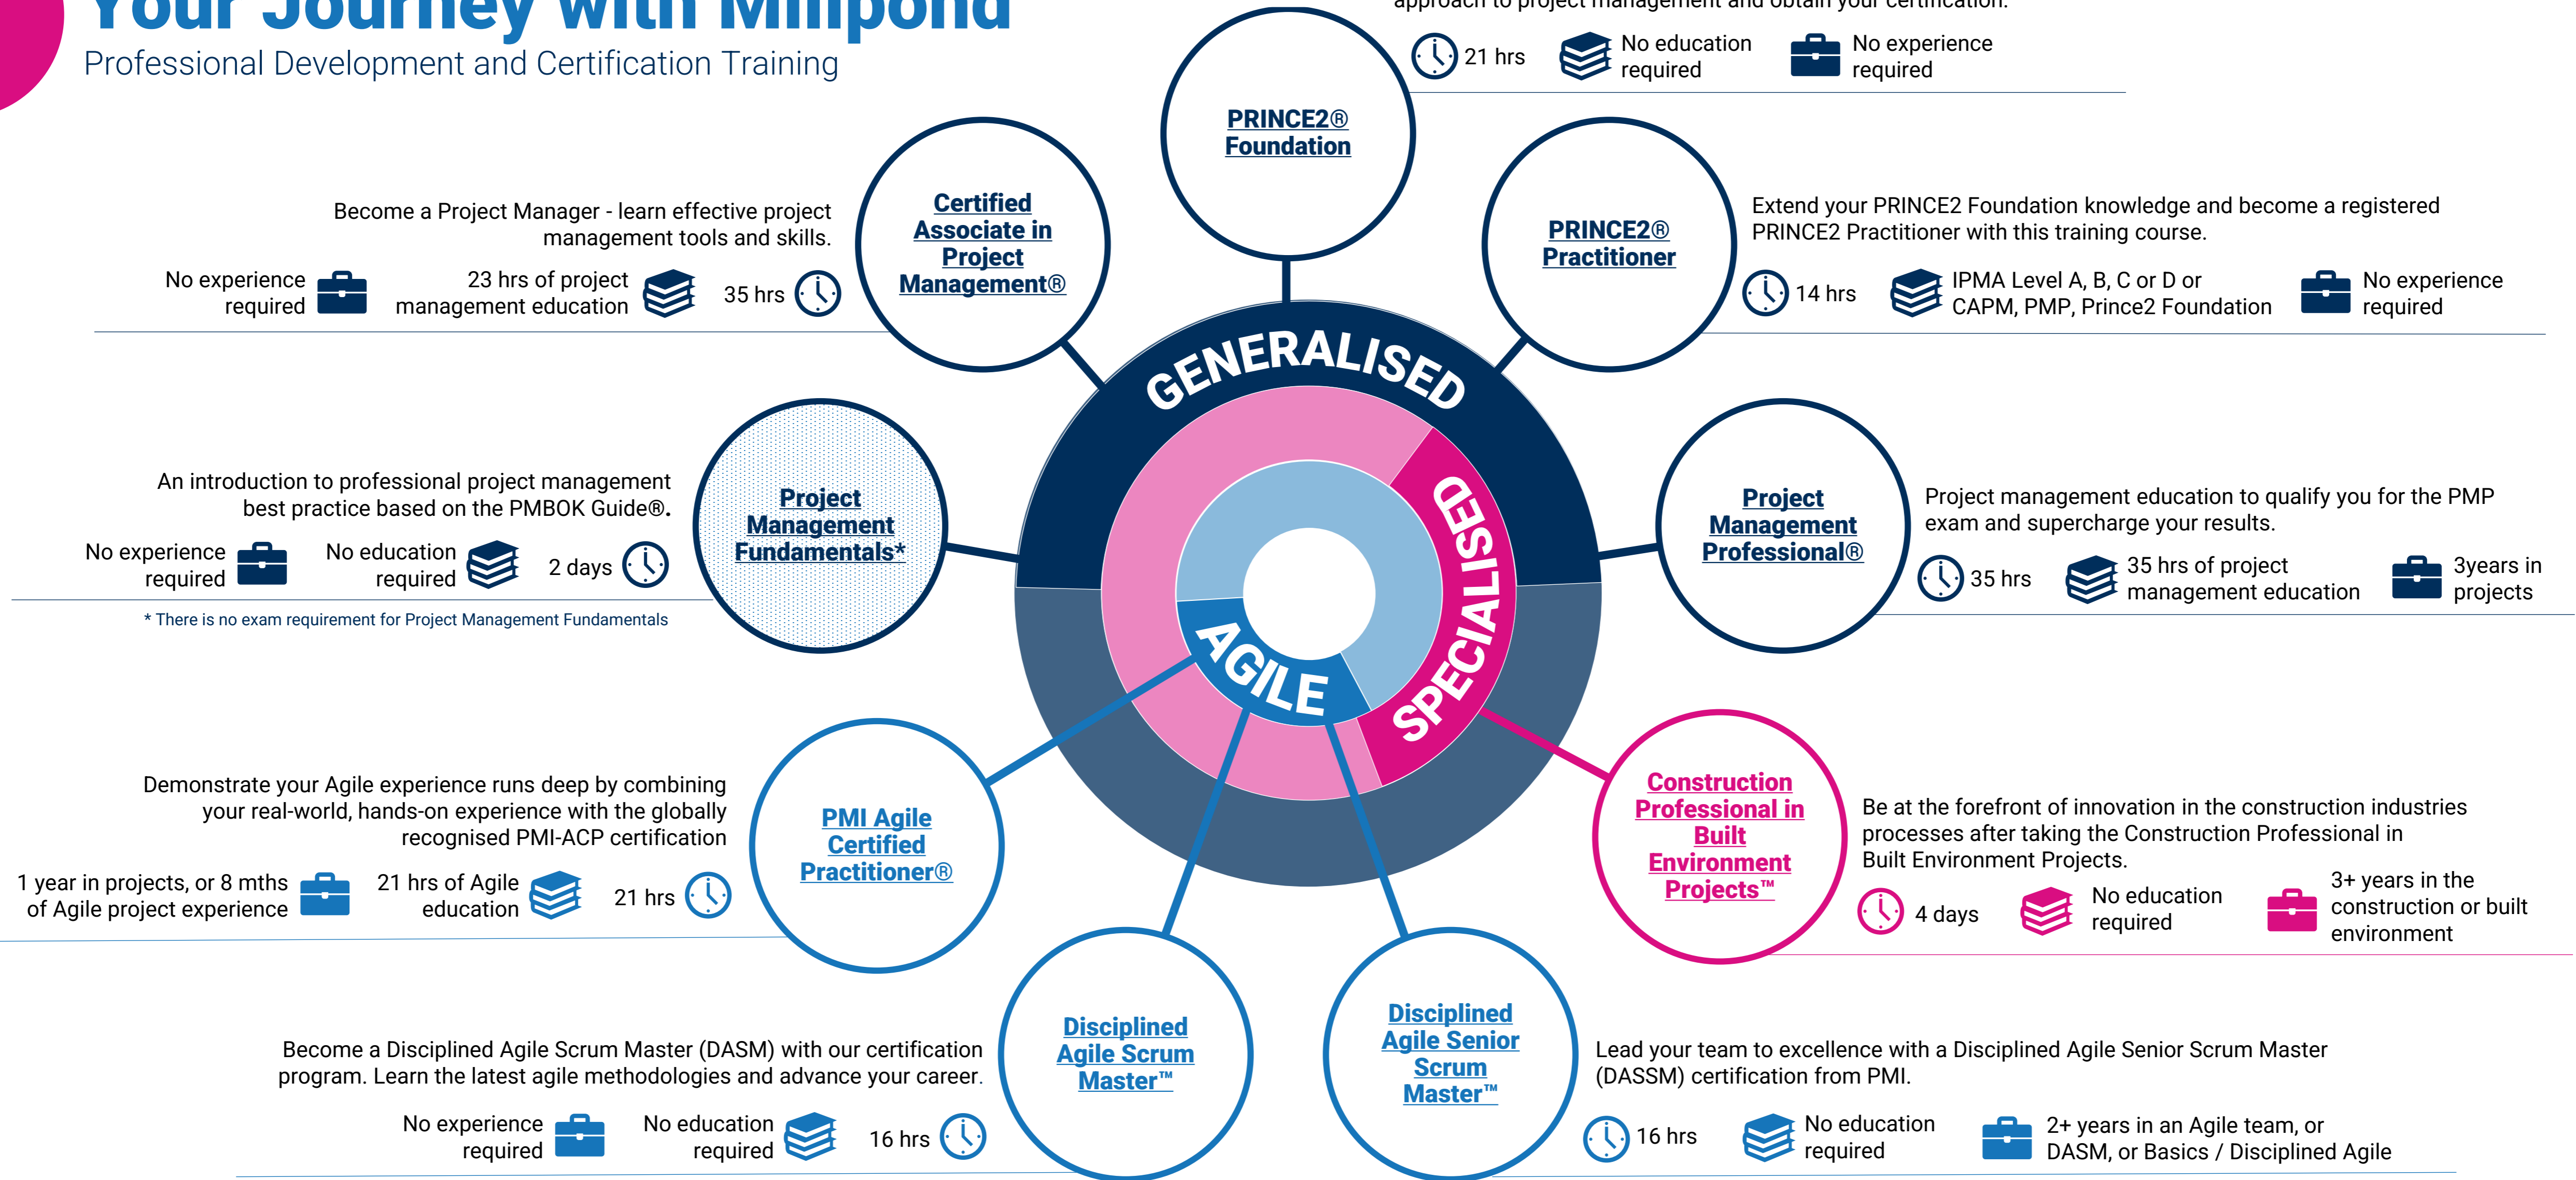 Your Journey with Millpond
Professional Development and Certification Training
approach to project management and obtain your certification.
21 hrs
No education
required
No experience
required
PRINCE2®
Foundation
Certified
Associate in
Project
Management®
Become a Project Manager - learn effective project
management tools and skills.
No experience
required
23 hrs of project
management education
35 hrs
PRINCE2®
Practitioner
Extend your PRINCE2 Foundation knowledge and become a registered
PRINCE2 Practitioner with this training course.
14 hrs
IPMA Level A, B, C or D or
CAPM, PMP, Prince2 Foundation
No experience
required
GENERALISED
SPECIALISED
AGILE
Project
Management
Fundamentals*
An introduction to professional project management
best practice based on the PMBOK Guide®.
No experience
required
No education
required
2 days
* There is no exam requirement for Project Management Fundamentals
Project
Management
Professional®
Project management education to qualify you for the PMP
exam and supercharge your results.
35 hrs
35 hrs of project
management education
3years in
projects
PMI Agile
Certified
Practitioner®
Demonstrate your Agile experience runs deep by combining
your real-world, hands-on experience with the globally
recognised PMI-ACP certification
1 year in projects, or 8 mths
of Agile project experience
21 hrs of Agile
education
21 hrs
Construction
Professional in
Built
Environment
Projects™
Be at the forefront of innovation in the construction industries
processes after taking the Construction Professional in
Built Environment Projects.
4 days
No education
required
3+ years in the
construction or built
environment
Disciplined
Agile Scrum
Master™
Become a Disciplined Agile Scrum Master (DASM) with our certification
program. Learn the latest agile methodologies and advance your career.
No experience
required
No education
required
16 hrs
Disciplined
Agile Senior
Scrum
Master™
Lead your team to excellence with a Disciplined Agile Senior Scrum Master
(DASSM) certification from PMI.
16 hrs
No education
required
2+ years in an Agile team, or
DASM, or Basics / Disciplined Agile